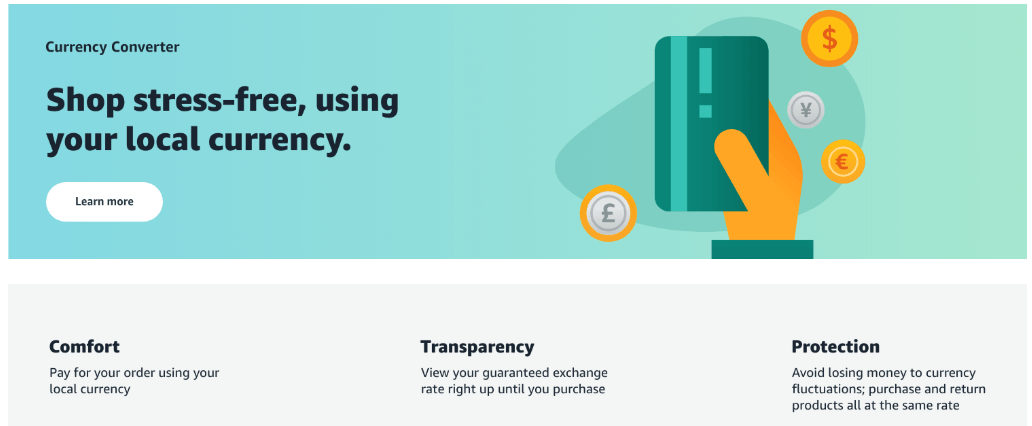 Currency Converter
Shop stress-free, using
your local currency.
Learn more
$
¥
€
£
Comfort
Pay for your order using your
local currency
Transparency
View your guaranteed exchange
rate right up until you purchase
Protection
Avoid losing money to currency
fluctuations; purchase and return
products all at the same rate